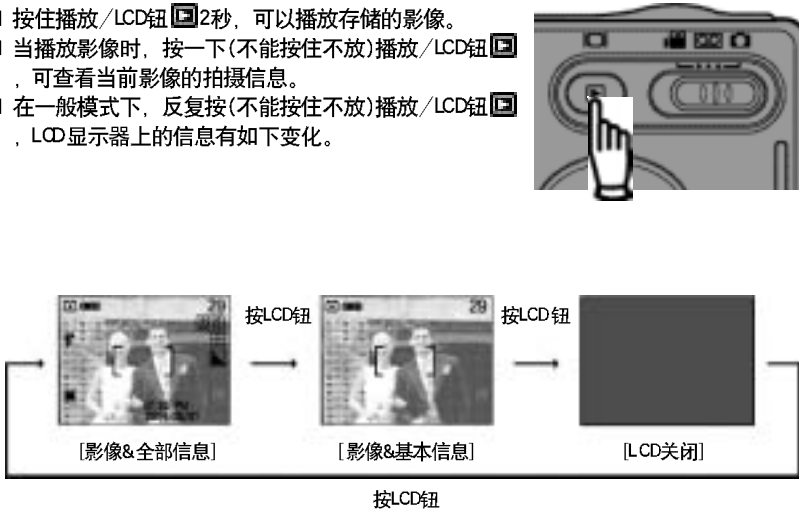 按住播放/LCD钮2秒，可以播放存储的影像。
当播放影像时，按一下(不能按住不放)播放/LCD钮
，可查看当前影像的拍摄信息。
在一般模式下，反复按(不能按住不放)播放/LCD钮
，LCD显示器上的信息有如下变化。
29
29
按LCD钮
按LCD钮
[影像&全部信息]
[影像&基本信息]
[LCD关闭]
按LCD钮